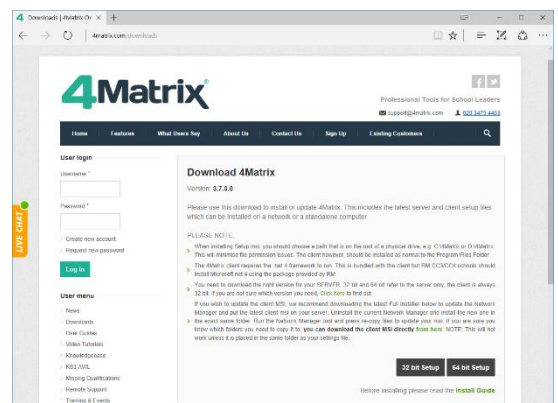 4 Downloads | 4Matrix Or
4matrix.com/downloads
4Matrix
Professional Tools for School Leaders
support@4matrix.com
020 3475 4463
Home Features What Users Say About Us Contact Us Sign Up Existing Customers
User login
Username *
Password *
Create new account
Request new password
Log in
LIVE CHAT
User menu
News
Downloads
User Guides
Video Tutorials
Knowledgebase
KS3 AWL
Missing Qualifications
Remote Support
Training & Events
Download 4Matrix
Version: 8.7.3.0
Please use this download to install or update 4Matrix. This includes the latest server and client setup files
which can be installed on a network or a standalone computer
PLEASE NOTE:
When installing Setup msi, you should choose a path that is on the root of a physical drive, e.g. C:\4Matrix or D:\4Matrix.
This will minimise file permission issues. The client however, should be installed as normal to the Program Files Folder
The 4Matrix client requires the .net 4 framework to run. This is bundled with the client but RM CC3/CC4 schools should
install Microsoft net 4 using the package provided by RM
You need to download the right version for your SERVER, 32 bit and 64 bit refer to the server only, the client is always
32 bit. If you are not sure which version you need, Click here to find out
If you wish to update the client MSI, we recommend downloading the latest Full Installer below to update the Network
Manager and put the latest client msi on your server. Uninstall the current Network Manager and install the new one in
the exact same folder. Run the Network Manager tool and press re-copy files to update your msi. If you are sure you
know which folders you need to copy it to, you can download the client MSI directly from here. NOTE: This will not
work unless it is placed in the same folder as your settings file.
32 bit Setup 64 bit Setup
Before installing please read the Install Guide